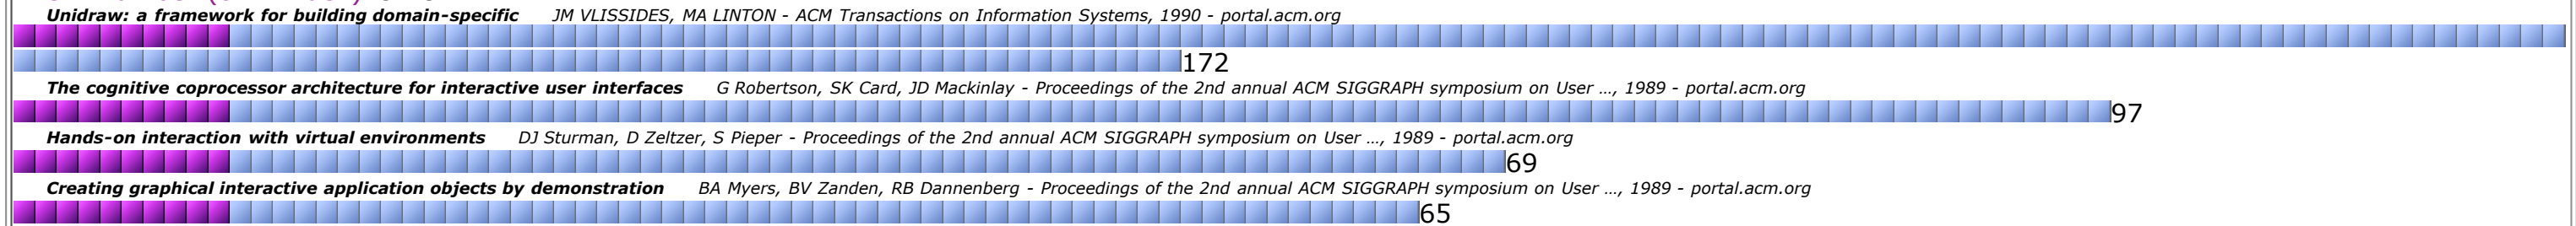 Unidraw: a framework for building domain-specific JM VLISSIDES, MA LINTON - ACM Transactions on Information Systems, 1990 - portal.acm.org
172
The cognitive coprocessor architecture for interactive user interfaces G Robertson, SK Card, JD Mackinlay - Proceedings of the 2nd annual ACM SIGGRAPH symposium on User ..., 1989 - portal.acm.org
97
Hands-on interaction with virtual environments DJ Sturman, D Zeltzer, S Pieper - Proceedings of the 2nd annual ACM SIGGRAPH symposium on User ..., 1989 - portal.acm.org
69
Creating graphical interactive application objects by demonstration BA Myers, BV Zanden, RB Dannenberg - Proceedings of the 2nd annual ACM SIGGRAPH symposium on User ..., 1989 - portal.acm.org
65